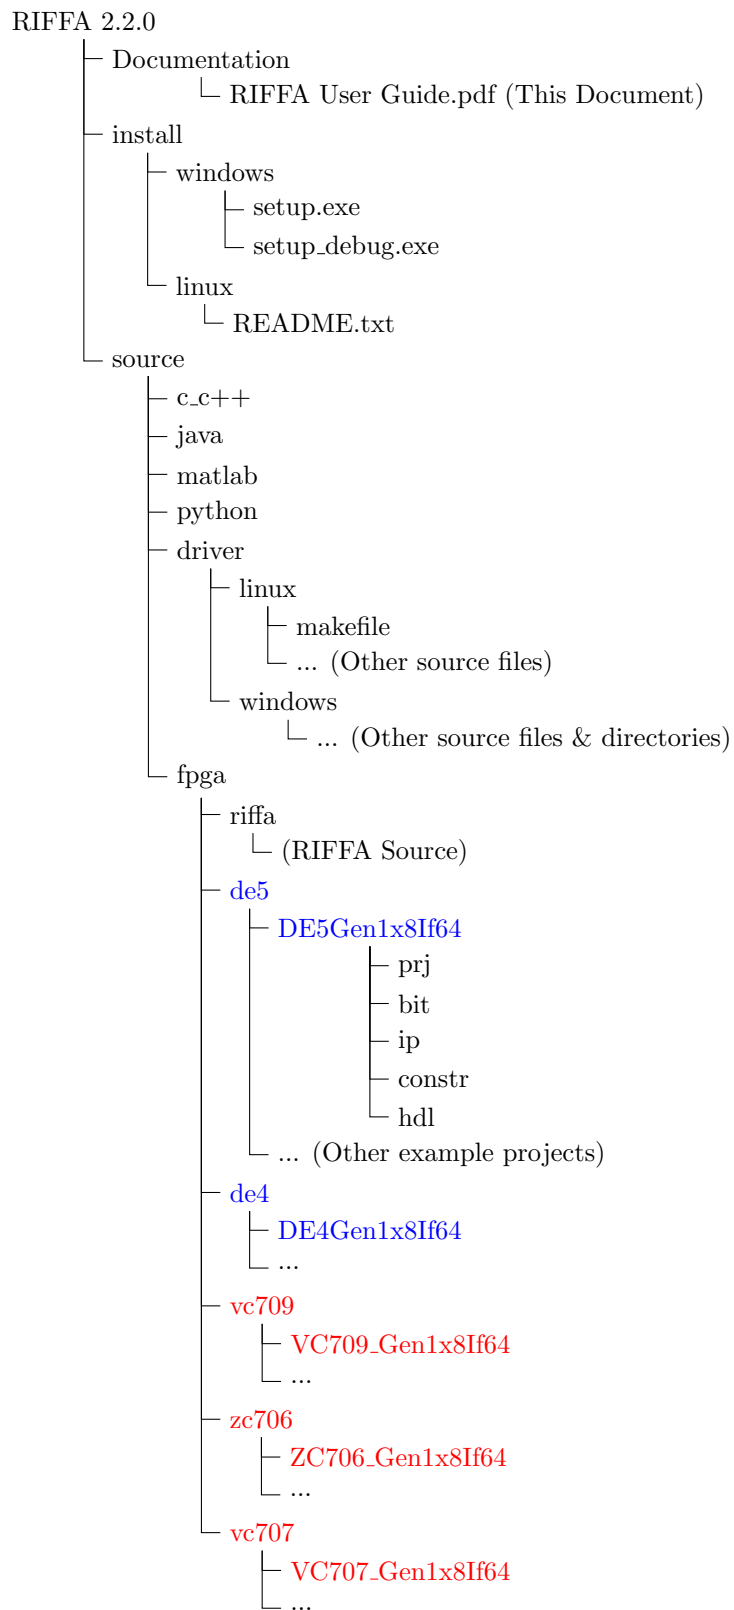 RIFFA 2.2.0
Documentation
RIFFA User Guide.pdf (This Document)
install
windows
setup.exe
setup_debug.exe
linux
README.txt
source
c_c++
java
matlab
python
driver
linux
makefile
... (Other source files)
windows
... (Other source files & directories)
fpga
riffa
(RIFFA Source)
de5
DE5Gen1x8If64
prj
bit
ip
constr
hdl
... (Other example projects)
de4
DE4Gen1x8If64
...
vc709
VC709_Gen1x8If64
...
zc706
ZC706_Gen1x8If64
...
vc707
VC707_Gen1x8If64
...